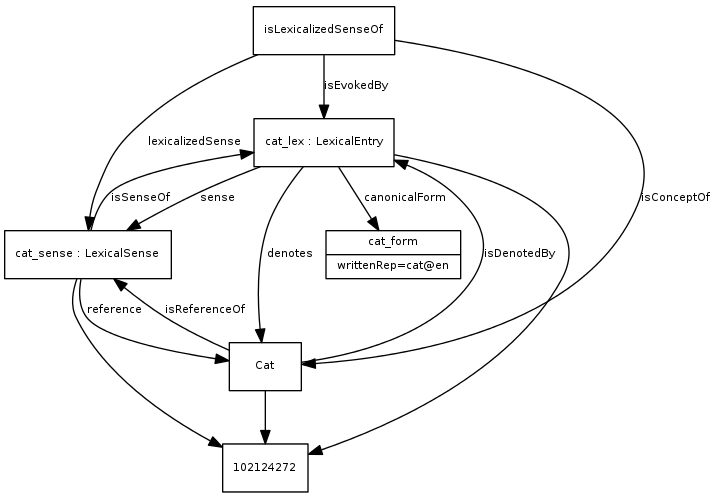 isLexicalizedSenseOf
isEvokedBy
cat_lex : LexicalEntry
lexicalizedSense
isSenseOf
sense
canonicalForm
isConceptOf
cat_sense : LexicalSense
denotes
cat_form
writtenRep=cat@en
isDenotedBy
reference
isReferenceOf
Cat
102124272